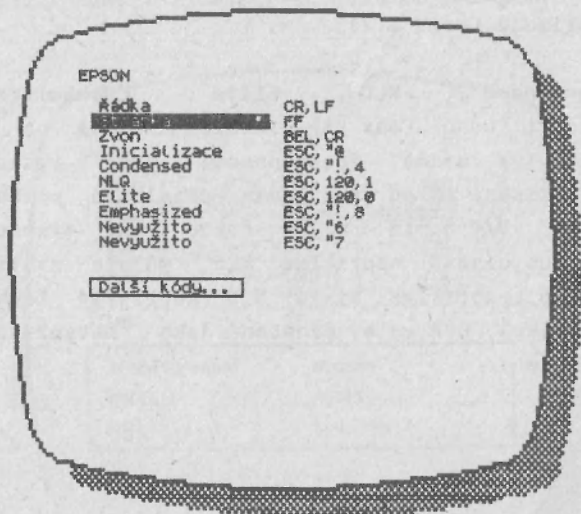 EPSON
Řádka CR,LF
FF
Zvon BEL,CR
Inicializace ESC,"@
Condensed ESC,"!,4
NLQ ESC,120,1
Elite ESC,120,0
Emphasized ESC,"!,8
Nevyužito ESC,"6
Nevyužito ESC,"7
Další kódy...